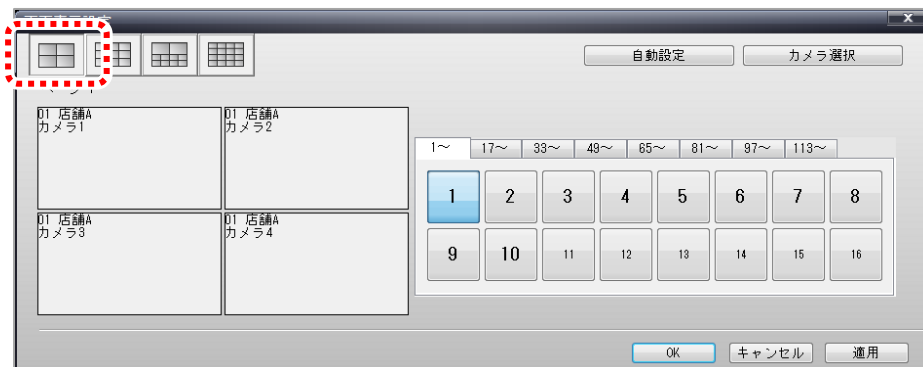 自動設定 カメラ選択
01 店舗A
カメラ1
01 店舗A
カメラ2
01 店舗A
カメラ3
01 店舗A
カメラ4
1～ 17～ 33～ 49～ 65～ 81～ 97～ 113～
1 2 3 4 5 6 7 8
9 10 11 12 13 14 15 16
OK キャンセル 適用